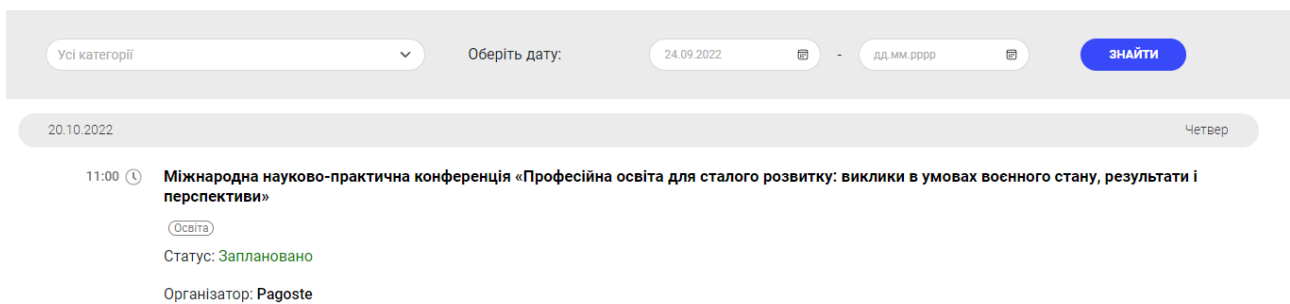 Усі категорії Оберіть дату: 24.09.2022 - дд.мм.рррр ЗНАЙТИ
20.10.2022 Четвер
11:00 Міжнародна науково-практична конференція «Професійна освіта для сталого розвитку: виклики в умовах воєнного стану, результати і
перспективи»
Освіта
Статус: Заплановано
Організатор: Pagoste